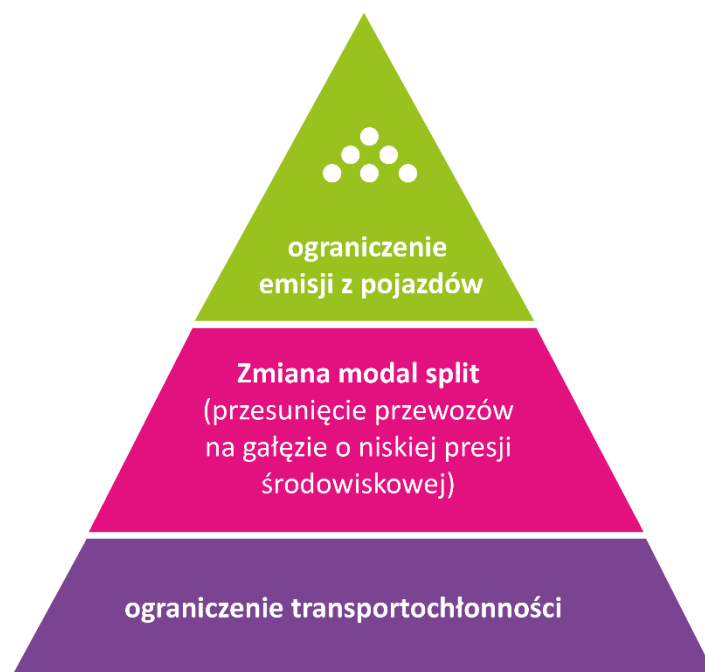 ograniczenie
emisji z pojazdów
Zmiana modal split
(przesunięcie przewozów
na gałęzie o niskiej presji
środowiskowej)
ograniczenie transportochłonności